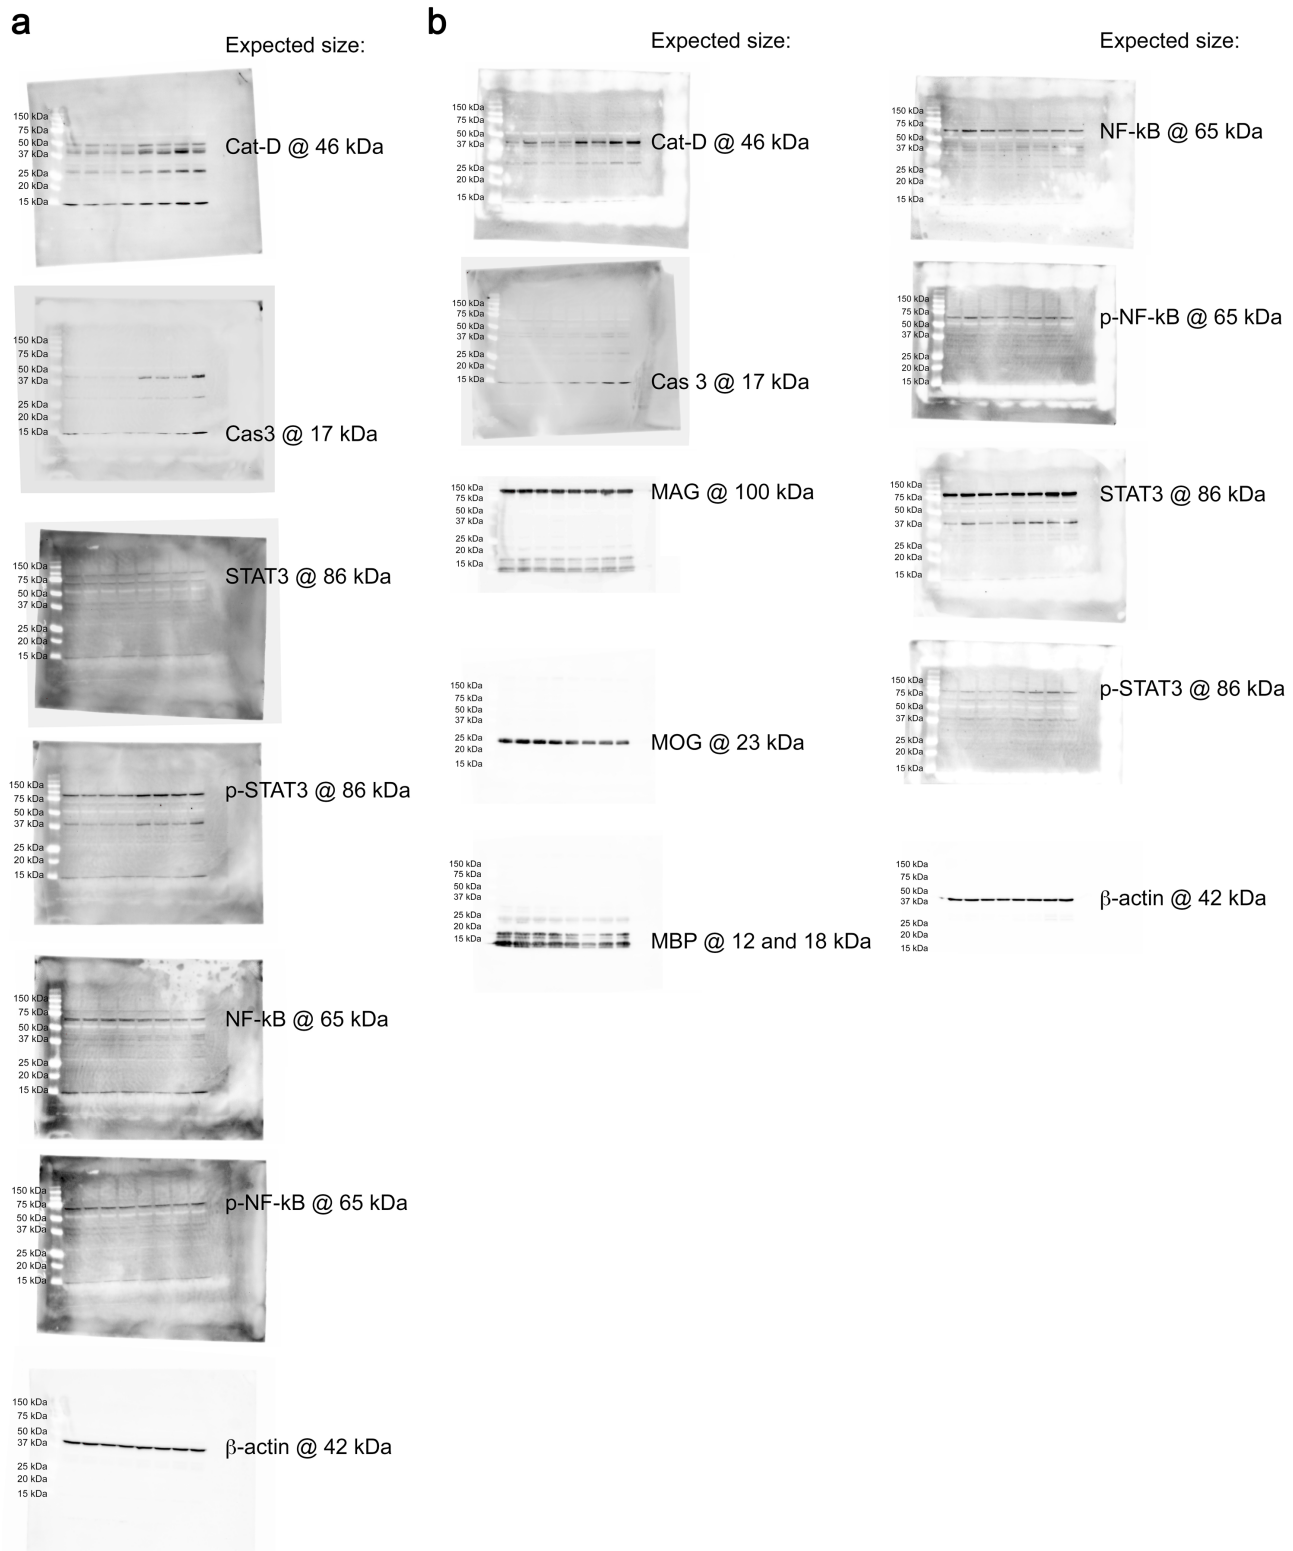 a
Expected size:
150 kDa
75 kDa
50 kDa
37 kDa
25 kDa
20 kDa
15 kDa
Cat-D @ 46 kDa
150 kDa
75 kDa
50 kDa
37 kDa
25 kDa
20 kDa
15 kDa
Cas3 @ 17 kDa
150 kDa
75 kDa
50 kDa
37 kDa
25 kDa
20 kDa
15 kDa
STAT3 @ 86 kDa
150 kDa
75 kDa
50 kDa
37 kDa
25 kDa
20 kDa
15 kDa
p-STAT3 @ 86 kDa
150 kDa
75 kDa
50 kDa
37 kDa
25 kDa
20 kDa
15 kDa
NF-kB @ 65 kDa
150 kDa
75 kDa
50 kDa
37 kDa
25 kDa
20 kDa
15 kDa
p-NF-kB @ 65 kDa
150 kDa
75 kDa
50 kDa
37 kDa
25 kDa
20 kDa
15 kDa
β-actin @ 42 kDa
b
Expected size:
150 kDa
75 kDa
50 kDa
37 kDa
25 kDa
20 kDa
15 kDa
Cat-D @ 46 kDa
150 kDa
75 kDa
50 kDa
37 kDa
25 kDa
20 kDa
15 kDa
Cas 3 @ 17 kDa
150 kDa
75 kDa
50 kDa
37 kDa
25 kDa
20 kDa
15 kDa
MAG @ 100 kDa
150 kDa
75 kDa
50 kDa
37 kDa
25 kDa
20 kDa
15 kDa
MOG @ 23 kDa
150 kDa
75 kDa
50 kDa
37 kDa
25 kDa
20 kDa
15 kDa
MBP @ 12 and 18 kDa
Expected size:
150 kDa
75 kDa
50 kDa
37 kDa
25 kDa
20 kDa
15 kDa
NF-kB @ 65 kDa
150 kDa
75 kDa
50 kDa
37 kDa
25 kDa
20 kDa
15 kDa
p-NF-kB @ 65 kDa
150 kDa
75 kDa
50 kDa
37 kDa
25 kDa
20 kDa
15 kDa
STAT3 @ 86 kDa
150 kDa
75 kDa
50 kDa
37 kDa
25 kDa
20 kDa
15 kDa
p-STAT3 @ 86 kDa
150 kDa
75 kDa
50 kDa
37 kDa
25 kDa
20 kDa
15 kDa
β-actin @ 42 kDa